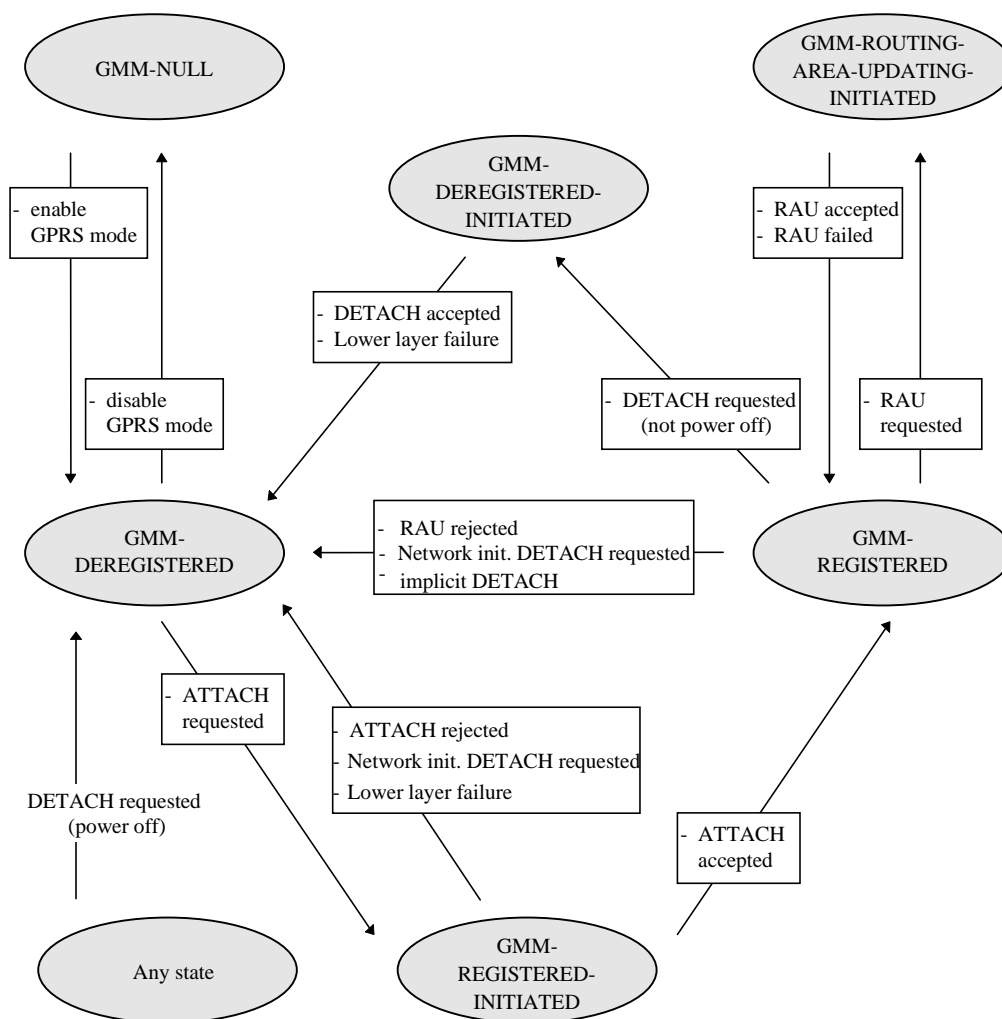 GMM-NULL
GMM-ROUTING-
AREA-UPDATING-
INITIATED
GMM-
DEREGISTERED-
INITIATED
- enable
GPRS mode
- RAU accepted
- RAU failed
- DETACH accepted
- Lower layer failure
- disable
GPRS mode
- DETACH requested
(not power off)
- RAU
requested
GMM-
DEREGISTERED
- RAU rejected
- Network init. DETACH requested
- implicit DETACH
GMM-
REGISTERED
- ATTACH
requested
- ATTACH rejected
- Network init. DETACH requested
- Lower layer failure
DETACH requested
(power off)
- ATTACH
accepted
Any state
GMM-
REGISTERED-
INITIATED